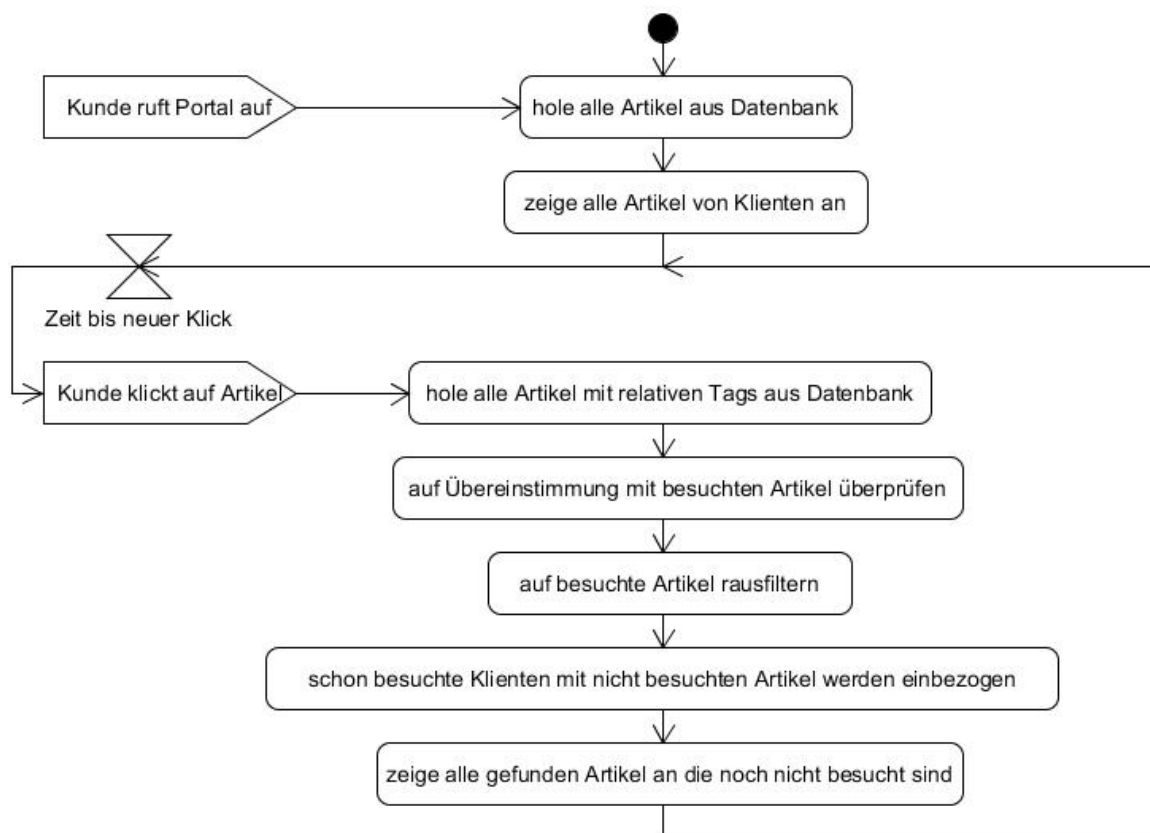 Kunde ruft Portal auf
hole alle Artikel aus Datenbank
zeige alle Artikel von Klienten an
Zeit bis neuer Klick
Kunde klickt auf Artikel
hole alle Artikel mit relativen Tags aus Datenbank
auf Übereinstimmung mit besuchten Artikel überprüfen
auf besuchte Artikel rausfiltern
schon besuchte Klienten mit nicht besuchten Artikel werden einbezogen
zeige alle gefunden Artikel an die noch nicht besucht sind